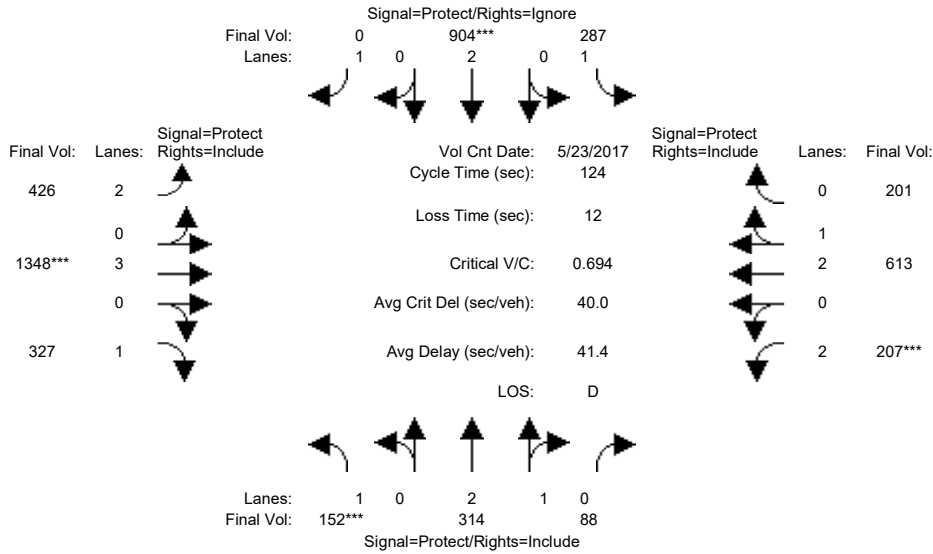 Signal=Protect/Rights=Ignore
Final Vol: 0 904*** 287
Lanes: 1 0 2 0 1
Signal=Protect Signal=Protect
Final Vol: Lanes: Rights=Include Vol Cnt Date: 5/23/2017 Rights=Include Lanes: Final Vol:
Cycle Time (sec): 124
426 2 0 201
Loss Time (sec): 12
0 1
1348*** 3 Critical V/C: 0.694 2 613
0 Avg Crit Del (sec/veh): 40.0 0
327 1 Avg Delay (sec/veh): 41.4 2 207***
LOS: D
Lanes: 1 0 2 1 0
Final Vol: 152*** 314 88
Signal=Protect/Rights=Include